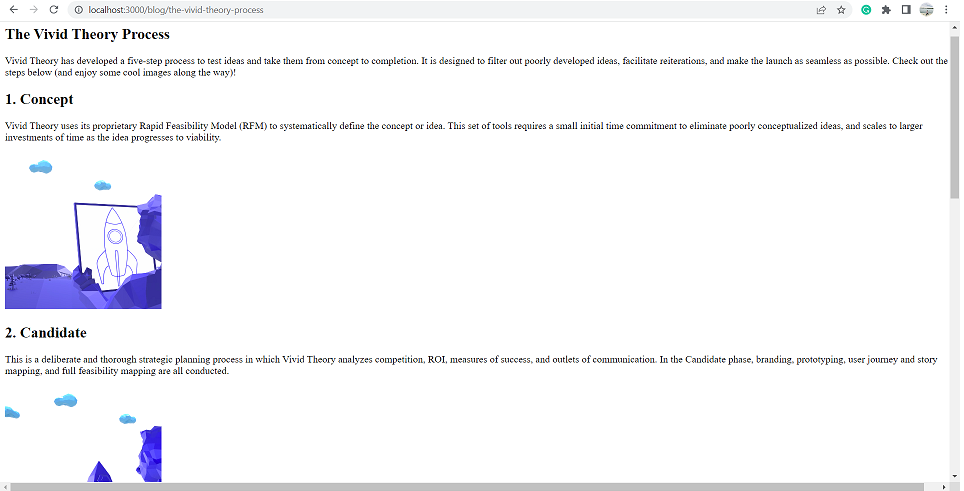 localhost:3000/blog/the-vivid-theory-process
The Vivid Theory Process
Vivid Theory has developed a five-step process to test ideas and take them from concept to completion. It is designed to filter out poorly developed ideas, facilitate reiterations, and make the launch as seamless as possible. Check out the
steps below (and enjoy some cool images along the way)!
1. Concept
Vivid Theory uses its proprietary Rapid Feasibility Model (RFM) to systematically define the concept or idea. This set of tools requires a small initial time commitment to eliminate poorly conceptualized ideas, and scales to larger
investments of time as the idea progresses to viability.
2. Candidate
This is a deliberate and thorough strategic planning process in which Vivid Theory analyzes competition, ROI, measures of success, and outlets of communication. In the Candidate phase, branding, prototyping, user journey and story
mapping, and full feasibility mapping are all conducted.